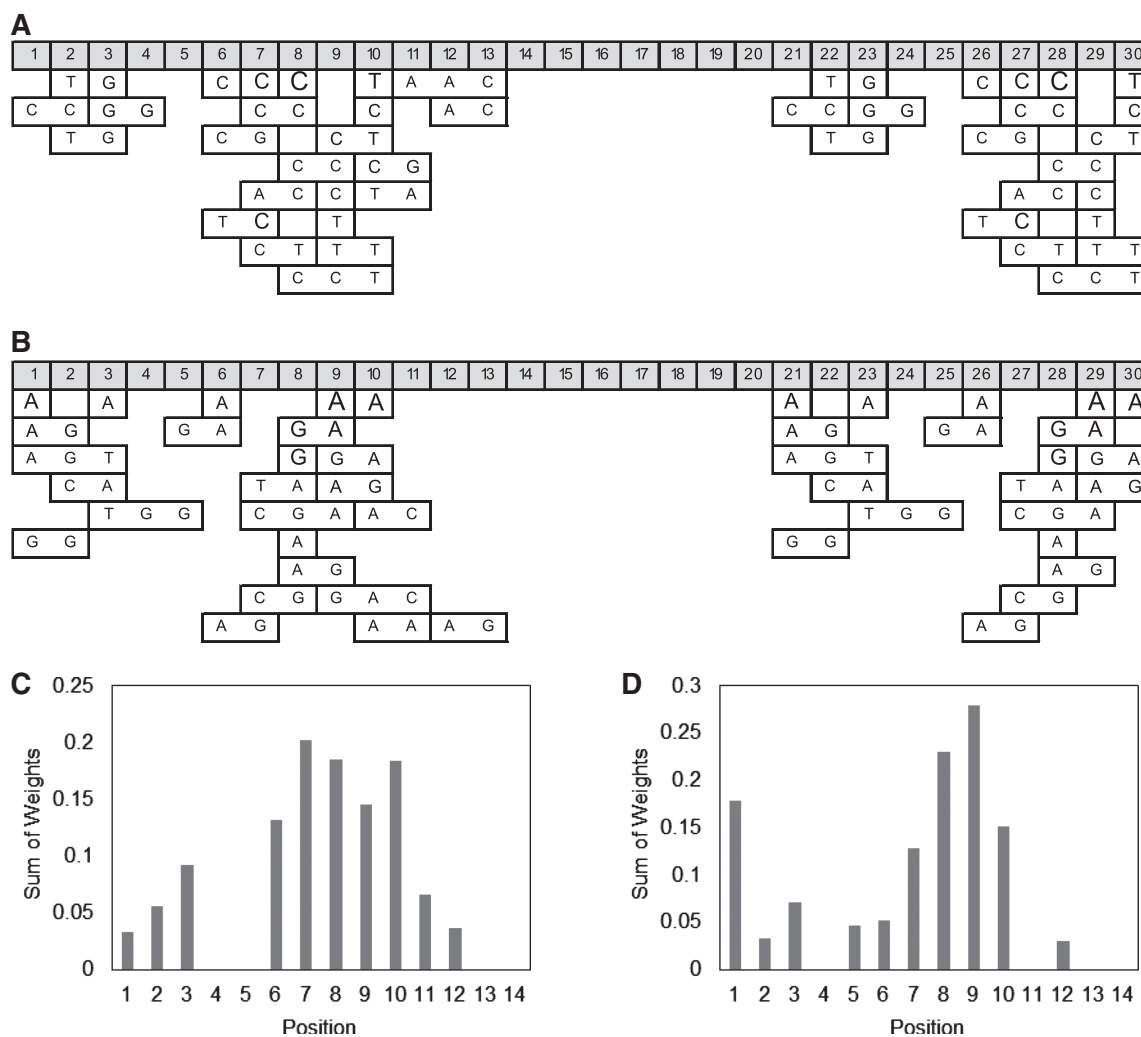 A
1 2 3 4 5 6 7 8 9 10 11 12 13 14 15 16 17 18 19 20 21 22 23 24 25 26 27 28 29 30
T G C C C T A A C T G C C C T
C C G G C C C A C C C G G C C C
T G C G C T T G C G C T
C C C G C C
A C C T A A C C
T C T T C T
C T T T C T T T
C C T C C T
B
1 2 3 4 5 6 7 8 9 10 11 12 13 14 15 16 17 18 19 20 21 22 23 24 25 26 27 28 29 30
A A A A A A A A A A
A G G A G A A G G A G A
A G T G G A A G T G G A
C A T A A G C A T A A G
T G G C G A A C T G G C G A
G G A G G A
A G A G
C G G A C C G
A G A A A G A G
C
0.25
0.2
0.15
0.1
0.05
0
Sum of Weights
1 2 3 4 5 6 7 8 9 10 11 12 13 14
Position
D
0.3
0.25
0.2
0.15
0.1
0.05
0
Sum of Weights
1 2 3 4 5 6 7 8 9 10 11 12 13 14
Position